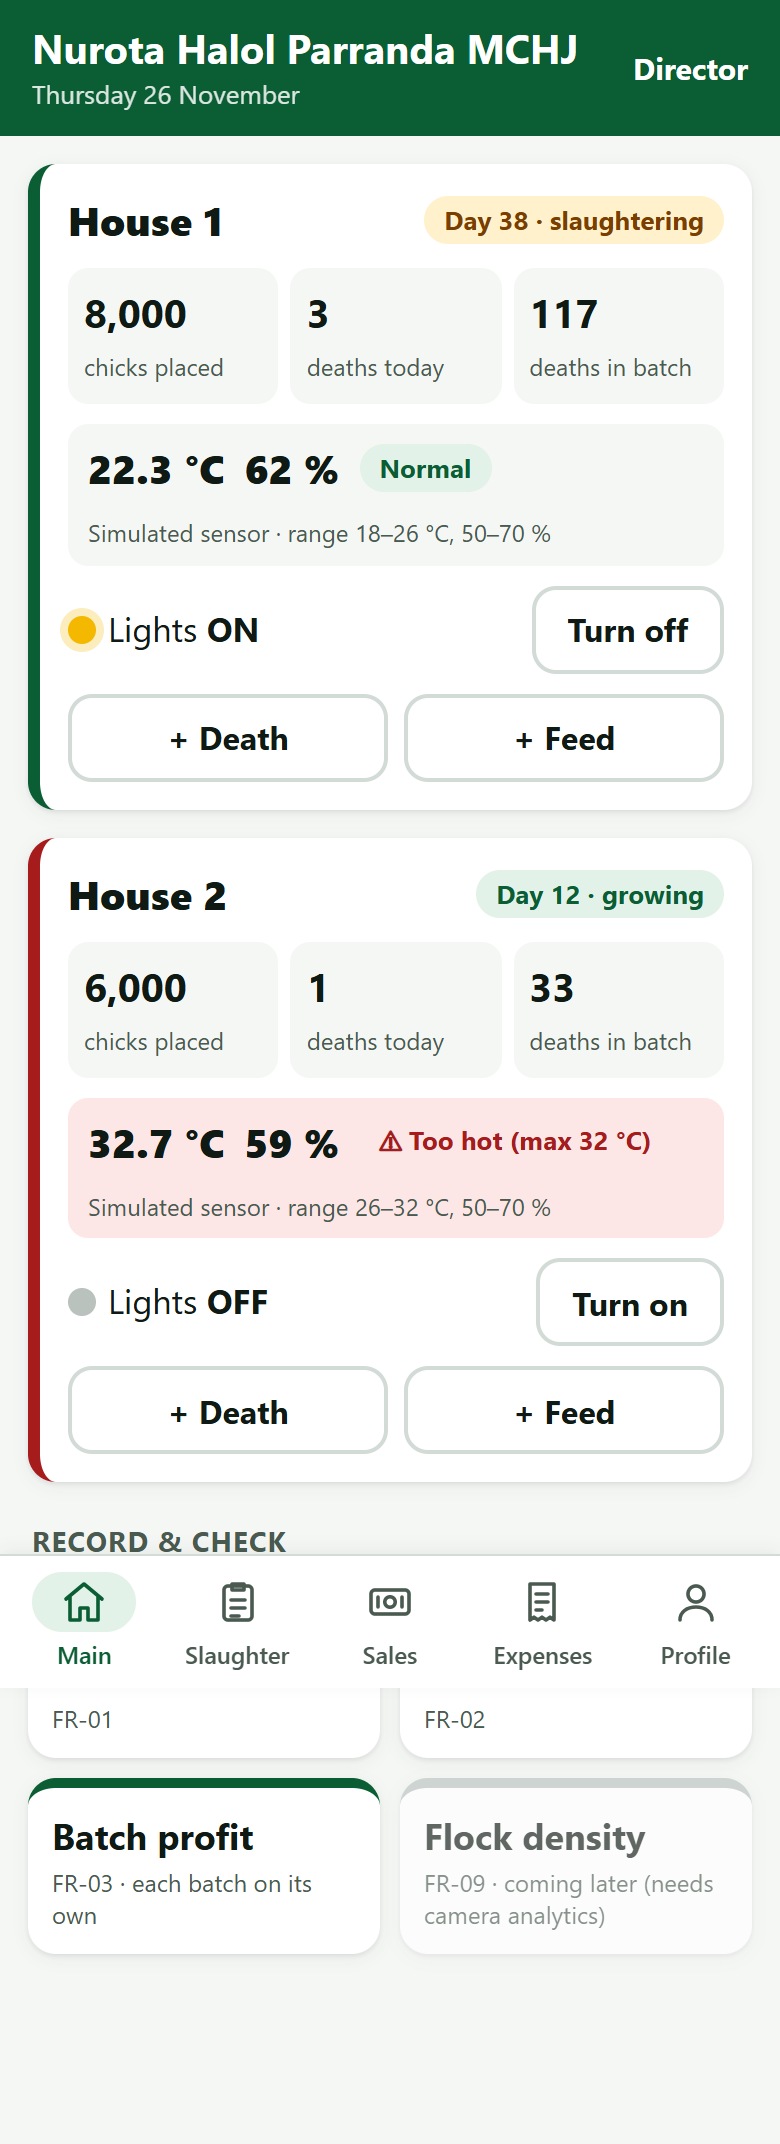 Nurota Halol Parranda MCHJ
Thursday 26 November
Director
House 1
Day 38 · slaughtering
8,000
chicks placed
3
deaths today
117
deaths in batch
22.3 °C 62 %
Normal
Simulated sensor · range 18–26 °C, 50–70 %
Lights ON
Turn off
+ Death
+ Feed
House 2
Day 12 · growing
6,000
chicks placed
1
deaths today
33
deaths in batch
32.7 °C 59 %
⚠ Too hot (max 32 °C)
Simulated sensor · range 26–32 °C, 50–70 %
Lights OFF
Turn on
+ Death
+ Feed
RECORD & CHECK
Main
Slaughter
Sales
Expenses
Profile
FR-01
FR-02
Batch profit
FR-03 · each batch on its
own
Flock density
FR-09 · coming later (needs
camera analytics)